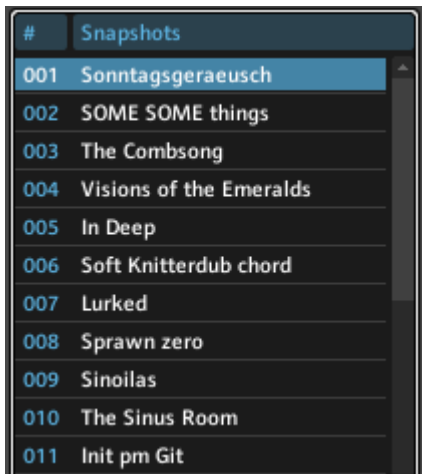 # Snapshots
001 Sonntagsgeraeusch
002 SOME SOME things
003 The Combsong
004 Visions of the Emeralds
005 In Deep
006 Soft Knitterdub chord
007 Lurked
008 Sprawn zero
009 Sinoilas
010 The Sinus Room
011 Init pm Git